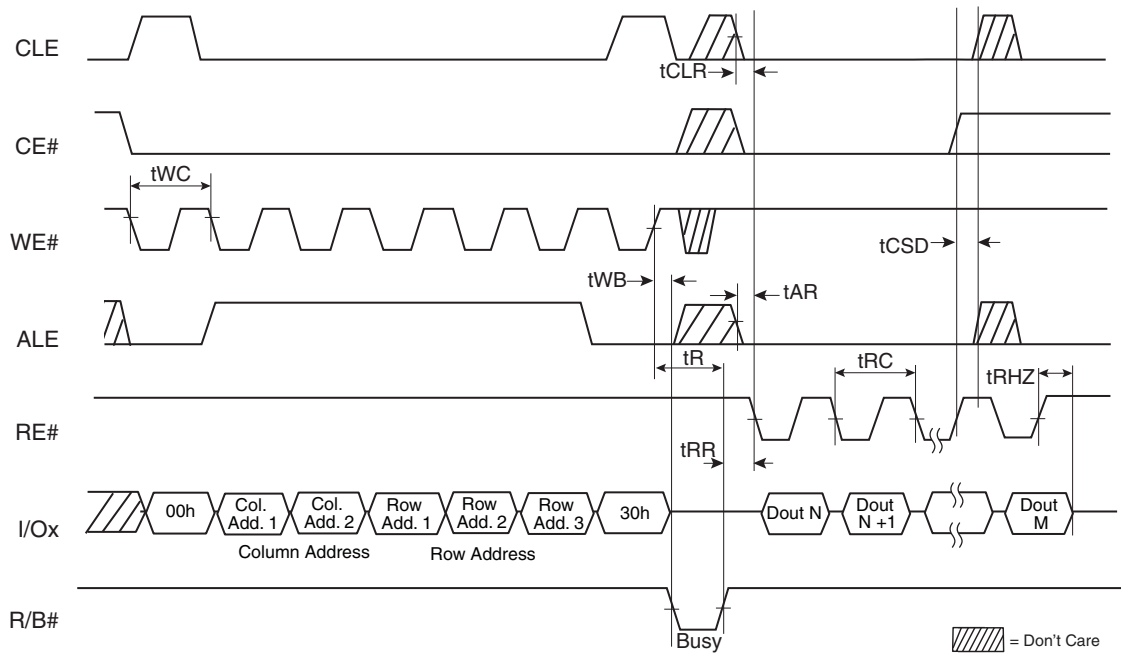 CLE
tCLR
CE#
tWC
WE#
tCSD
tWB
tAR
ALE
tR
tRC
tRHZ
RE#
tRR
I/Ox
00h
Col. Add. 1
Col. Add. 2
Row Add. 1
Row Add. 2
Row Add. 3
30h
Dout N
Dout N +1
Dout M
Column Address
Row Address
R/B#
Busy
= Don't Care